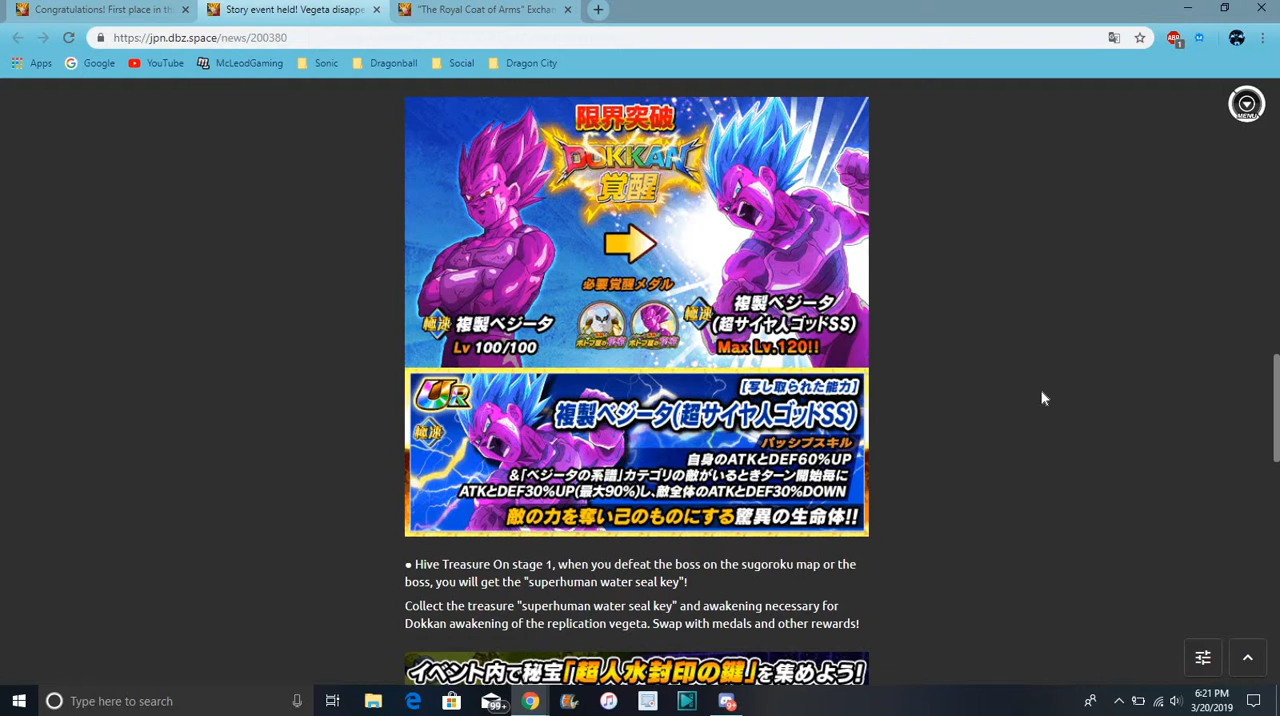 Congratulations! First place in th
Story event held! Vegeta disappe
"The Royal Coat of Arms" Exchan
https://jpn.dbz.space/news/200380
Apps
Google
YouTube
McLeodGaming
Sonic
Dragonball
Social
Dragon City
MENU
限界突破
DOKKAN
覚醒
必要覚醒メダル
極速 複製ベジータ
Lv 100/100
極速 複製ベジータ
(超サイヤ人ゴッドSS)
Max Lv.120!!
UR
[写し取られた能力]
極速
複製ベジータ(超サイヤ人ゴッドSS)
パッシブスキル
自身のATKとDEF60%UP
&「ベジータの系譜」カテゴリの敵がいるときターン開始毎に
ATKとDEF30%UP(最大90%)し、敵全体のATKとDEF30%DOWN
敵の力を奪い己のものにする驚異の生命体!!
● Hive Treasure On stage 1, when you defeat the boss on the sugoroku map or the
boss, you will get the "superhuman water seal key"!
Collect the treasure "superhuman water seal key" and awakening necessary for
Dokkan awakening of the replication vegeta. Swap with medals and other rewards!
イベント内で秘宝「超人水封印の鍵」を集めよう!
Type here to search
99+
9+
6:21 PM
3/20/2019